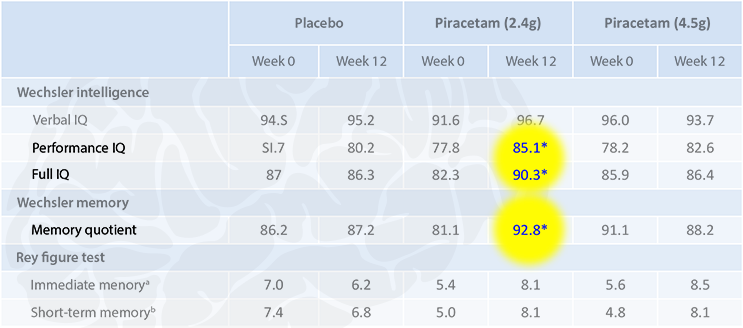 Placebo Piracetam (2.4g) Piracetam (4.5g)
Week 0 Week 12 Week 0 Week 12 Week 0 Week 12
Wechsler intelligence
Verbal IQ 94.S 95.2 91.6 96.7 96.0 93.7
Performance IQ SI.7 80.2 77.8 85.1* 78.2 82.6
Full IQ 87 86.3 82.3 90.3* 85.9 86.4
Wechsler memory
Memory quotient 86.2 87.2 81.1 92.8* 91.1 88.2
Rey figure test
Immediate menoryᵃ 7.0 6.2 5.4 8.1 5.6 8.5
Short-term memoryᵇ 7.4 6.8 5.0 8.1 4.8 8.1